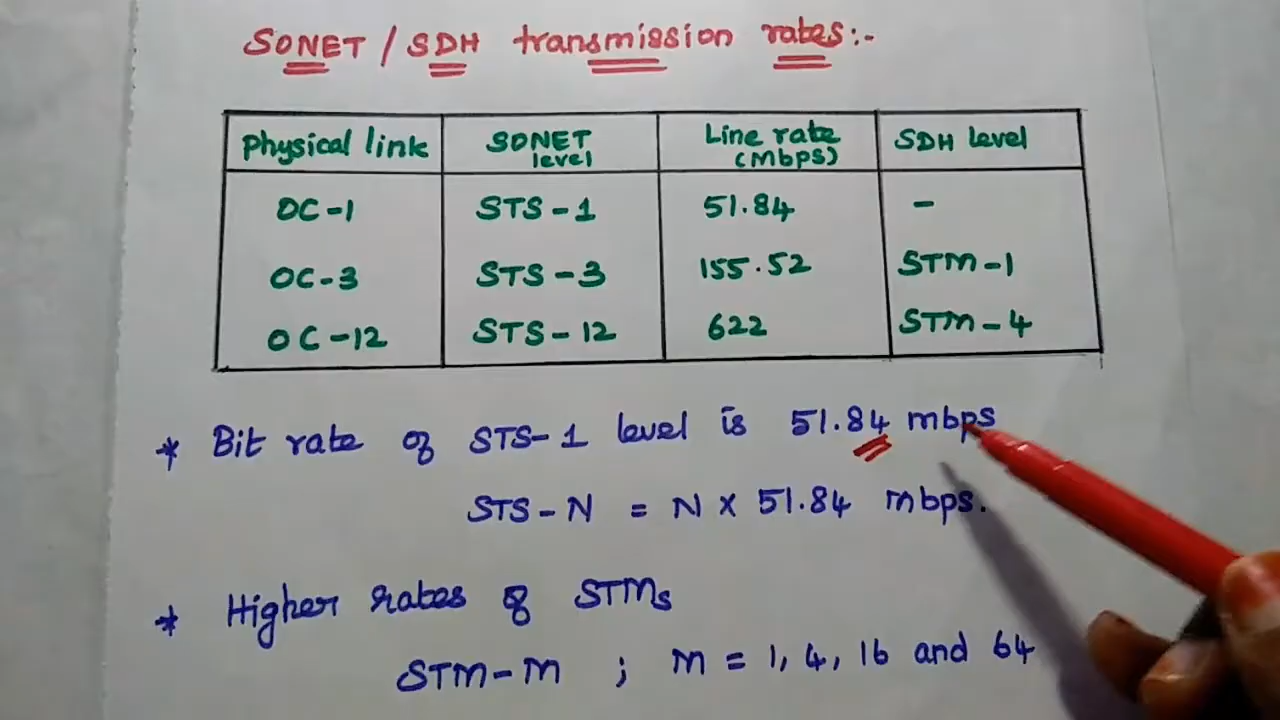 SONET / SDH transmission rates:-
Physical link SONET level Line rate (Mbps) SDH level
OC-1 STS-1 51.84 -
OC-3 STS-3 155.52 STM-1
OC-12 STS-12 622 STM-4
* Bit rate of STS-1 level is 51.84 mbps
STS-N = N x 51.84 mbps.
* Higher rates of STMs
STM-M ; M = 1, 4, 16 and 64